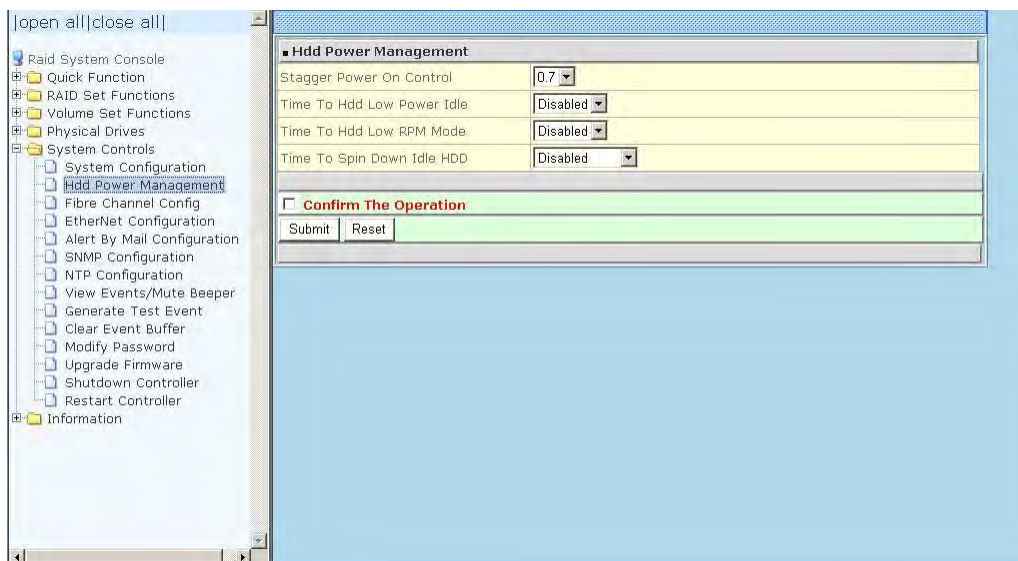 |open all|close all|
Raid System Console
Quick Function
RAID Set Functions
Volume Set Functions
Physical Drives
System Controls
System Configuration
Hdd Power Management
Fibre Channel Config
EtherNet Configuration
Alert By Mail Configuration
SNMP Configuration
NTP Configuration
View Events/Mute Beeper
Generate Test Event
Clear Event Buffer
Modify Password
Upgrade Firmware
Shutdown Controller
Restart Controller
Information
Hdd Power Management
Stagger Power On Control 0.7
Time To Hdd Low Power Idle Disabled
Time To Hdd Low RPM Mode Disabled
Time To Spin Down Idle HDD Disabled
Confirm The Operation
Submit Reset